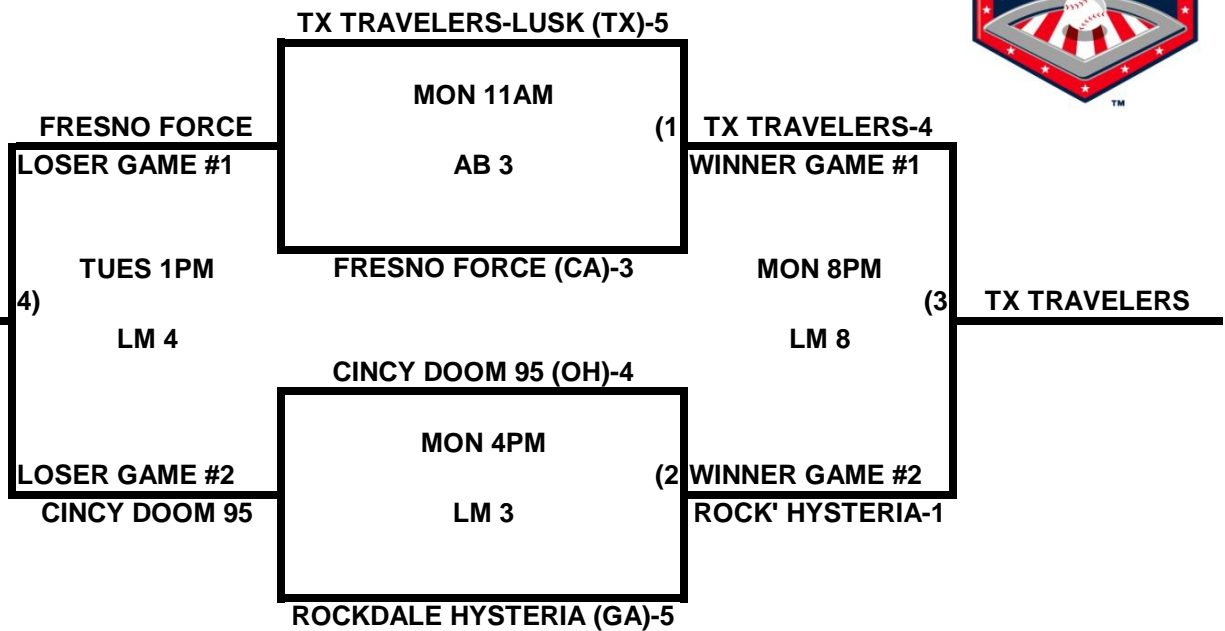 TX TRAVELERS-LUSK (TX)-5
MON 11AM
™
FRESNO FORCE
(1
TX TRAVELERS-4
LOSER GAME #1
AB 3
WINNER GAME #1
TUES 1PM
FRESNO FORCE (CA)-3
MON 8PM
4)
(3
TX TRAVELERS
LM 4
LM 8
CINCY DOOM 95 (OH)-4
MON 4PM
LOSER GAME #2
(2
WINNER GAME #2
CINCY DOOM 95
LM 3
ROCK' HYSTERIA-1
ROCKDALE HYSTERIA (GA)-5